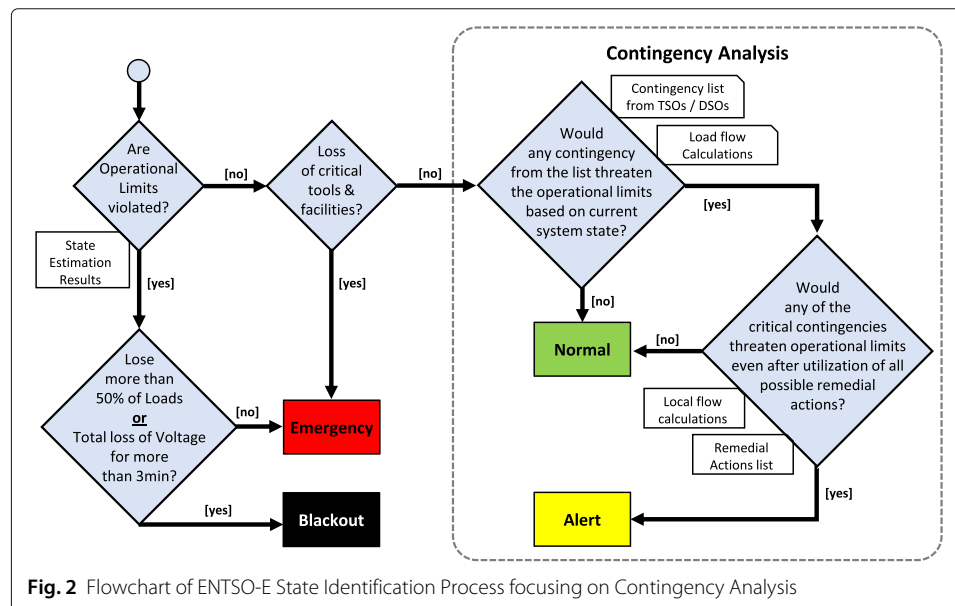 Contingency Analysis
Contingency list
from TSOs / DSOs
Load flow
Calculations
Are
Operational
Limits
violated?
[no]
Loss
of critical
tools &
facilities?
[no]
Would
any contingency
from the list threaten
the operational limits
based on current
system state?
[yes]
State
Estimation
Results
[yes]
[yes]
[no]
Would
any of the
critical contingencies
threaten operational limits
even after utilization of all
possible remedial
actions?
[no]
Normal
Local flow
calculations
Remedial
Actions list
Lose
more than
50% of Loads
or
Total loss of Voltage
for more
than 3min?
[no]
Emergency
[yes]
Blackout
[yes]
Alert
Fig. 2 Flowchart of ENTSO-E State Identification Process focusing on Contingency Analysis